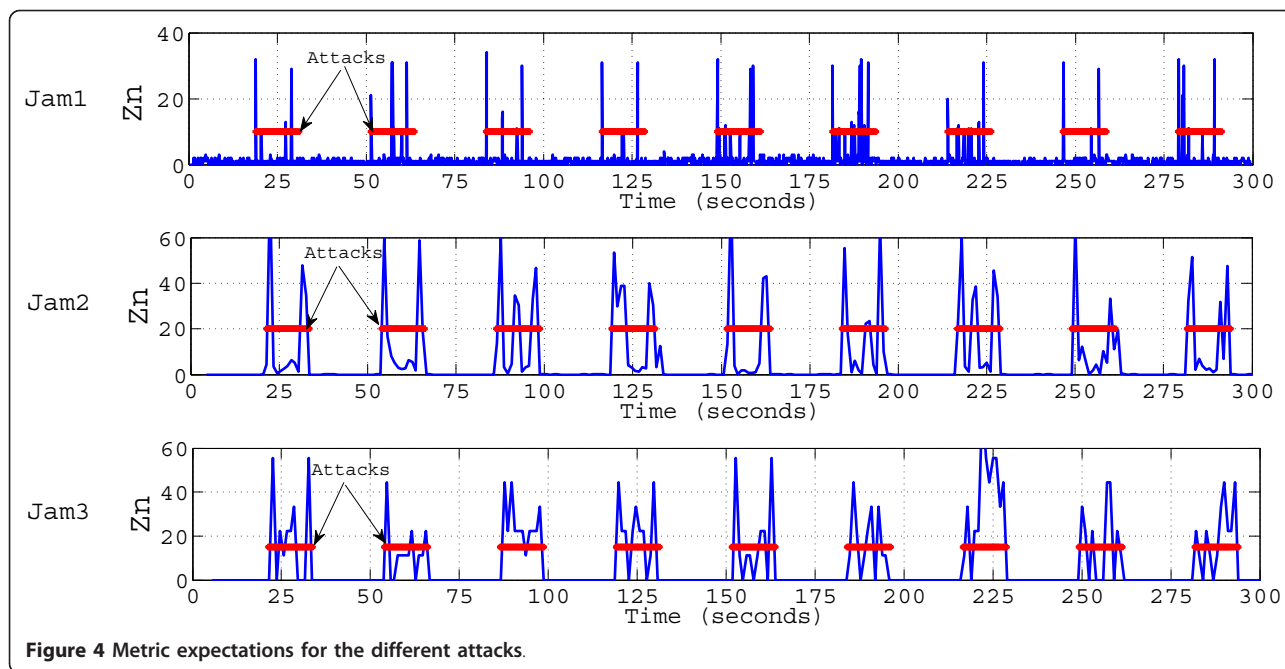 Jam1
Zn
40
20
0
Attacks
0 25 50 75 100 125 150 175 200 225 250 275 300
Time (seconds)
Jam2
Zn
60
40
20
0
Attacks
0 25 50 75 100 125 150 175 200 225 250 275 300
Time (seconds)
Jam3
Zn
60
40
20
0
Attacks
0 25 50 75 100 125 150 175 200 225 250 275 300
Time (seconds)
Figure 4 Metric expectations for the different attacks.